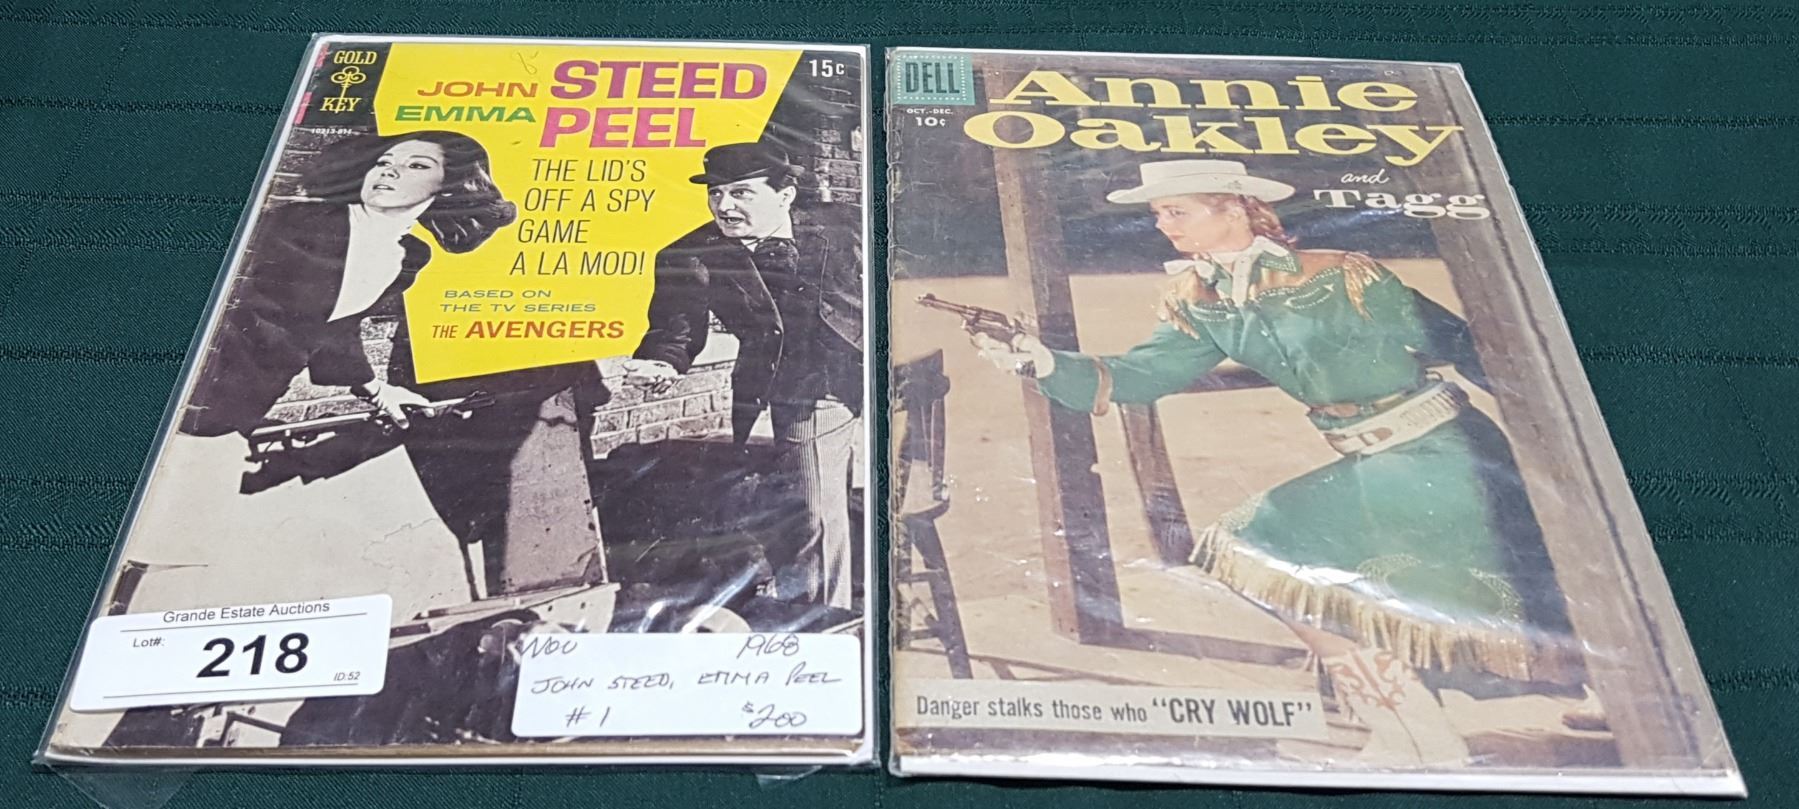 GOLD
KEY
10213-811
JOHN STEED
EMMA PEEL
15¢
THE LID'S
OFF A SPY
GAME
A LA MOD!
BASED ON
THE TV SERIES
THE AVENGERS
Grande Estate Auctions
Lot#:
218
ID:52
NOV 1968
JOHN STEED, EMMA PEEL
#1 $200
DELL
OCT.-DEC.
10¢
Annie
Oakley
and
Tagg
Danger stalks those who "CRY WOLF"